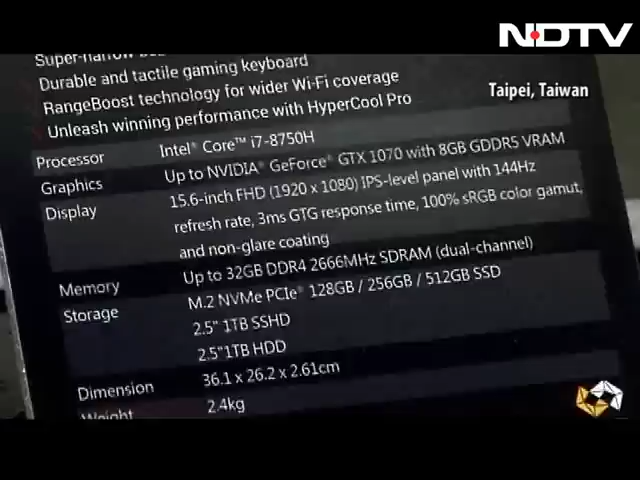 NDTV
Taipei, Taiwan
Super-narrow
Durable and tactile gaming keyboard
RangeBoost technology for wider Wi-Fi coverage
Unleash winning performance with HyperCool Pro
Processor Intel® Core™ i7-8750H
Graphics Up to NVIDIA® GeForce® GTX 1070 with 8GB GDDR5 VRAM
Display 15.6-inch FHD (1920 x 1080) IPS-level panel with 144Hz
refresh rate, 3ms GTG response time, 100% sRGB color gamut,
and non-glare coating
Memory Up to 32GB DDR4 2666MHz SDRAM (dual-channel)
Storage M.2 NVMe PCIe® 128GB / 256GB / 512GB SSD
2.5" 1TB SSHD
2.5"1TB HDD
Dimension 36.1 x 26.2 x 2.61cm
Weight 2.4kg